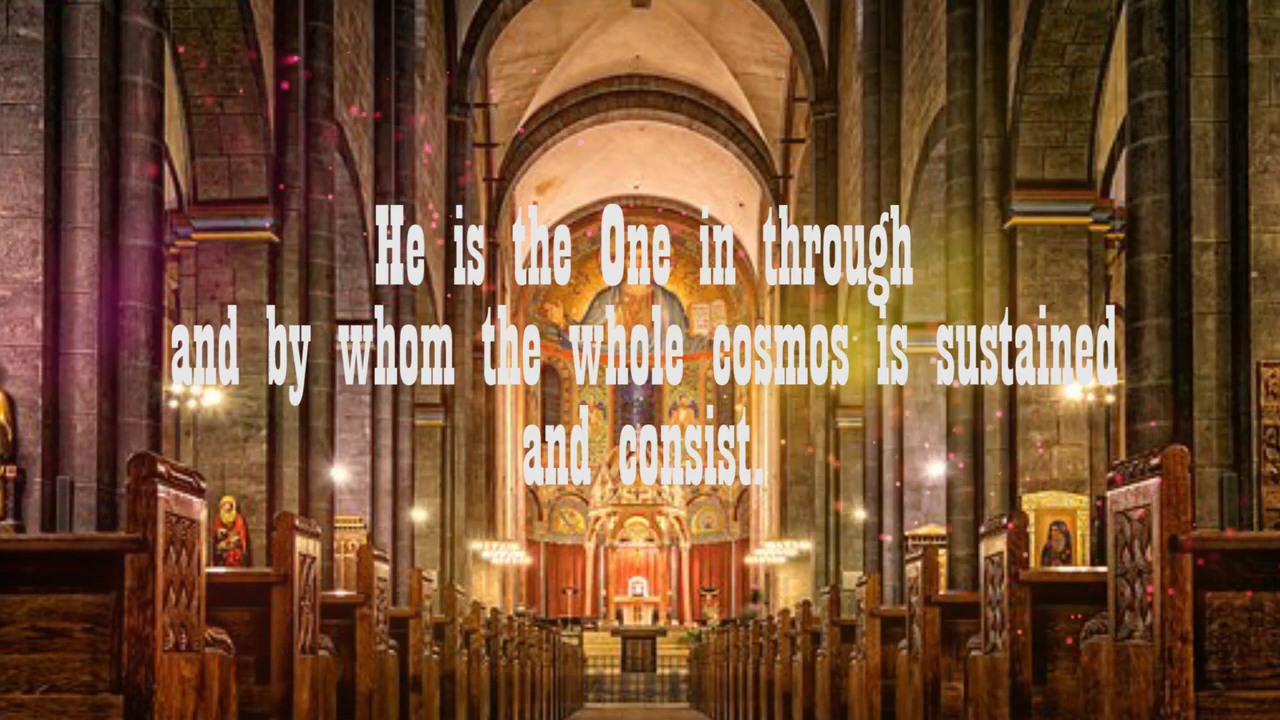 He is the One in through
and by whom the whole cosmos is sustained
and consist.